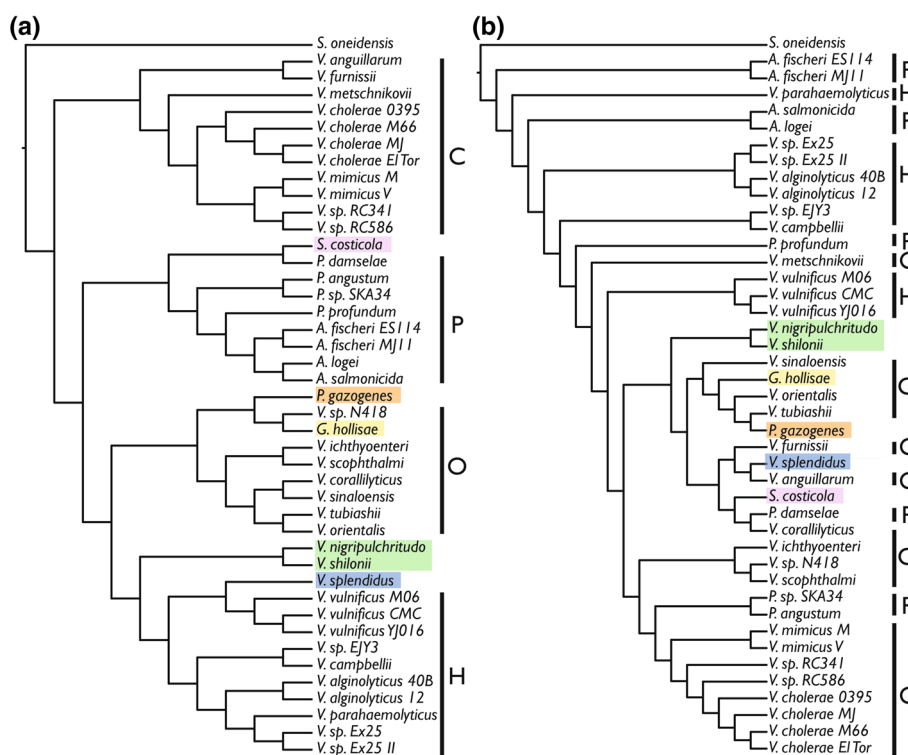 (a)
S. oneidensis
V. anguillarum
V. furnissii
V. metschnikovii
V. cholerae 0395
V. cholerae M66
V. cholerae MJ
V. cholerae El Tor
V. mimicus M
V. mimicus V
V. sp. RC341
V. sp. RC586
C
S. costicola
P. damselae
P. angustum
P. sp. SKA34
P. profundum
A. fischeri ES114
A. fischeri MJ11
A. logei
A. salmonicida
P
P. gazogenes
V. sp. N418
G. hollisae
V. ichthyoenteri
V. scophthalmi
V. corallilyticus
V. sinaloensis
V. tubiashii
V. orientalis
O
V. nigripulchritudo
V. shilonii
V. splendidus
V. vulnificus M06
V. vulnificus CMC
V. vulnificus YJ016
V. sp. EJY3
V. campbellii
V. alginolyticus 40B
V. alginolyticus 12
V. parahaemolyticus
V. sp. Ex25
V. sp. Ex25 II
H
(b)
S. oneidensis
A. fischeri ES114
A. fischeri MJ11
V. parahaemolyticus
A. salmonicida
A. logei
V. sp. Ex25
V. sp. Ex25 II
V. alginolyticus 40B
V. alginolyticus 12
V. sp. EJY3
V. campbellii
P. profundum
V. metschnikovii
V. vulnificus M06
V. vulnificus CMC
V. vulnificus YJ016
V. nigripulchritudo
V. shilonii
V. sinaloensis
G. hollisae
V. orientalis
V. tubiashii
P. gazogenes
V. furnissii
V. splendidus
V. anguillarum
S. costicola
P. damselae
V. corallilyticus
V. ichthyoenteri
V. sp. N418
V. scophthalmi
P. sp. SKA34
P. angustum
V. mimicus M
V. mimicus V
V. sp. RC341
V. sp. RC586
V. cholerae 0395
V. cholerae MJ
V. cholerae M66
V. cholerae El Tor